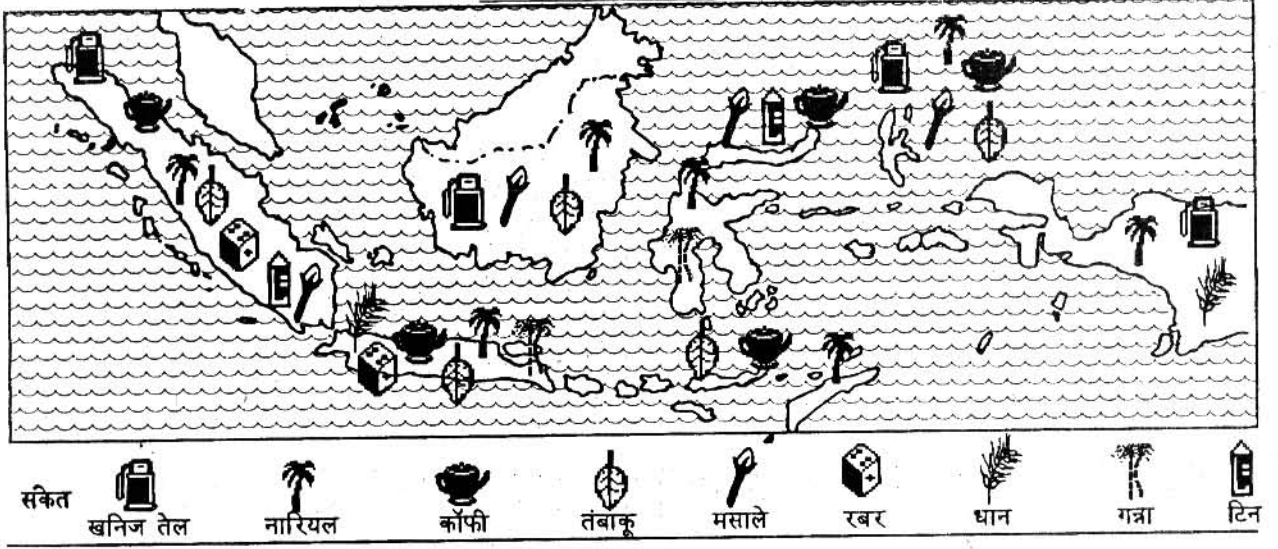 संकेत
खनिज तेल नारियल कॉफी तंबाकू मसाले रबर धान गन्ना टिन